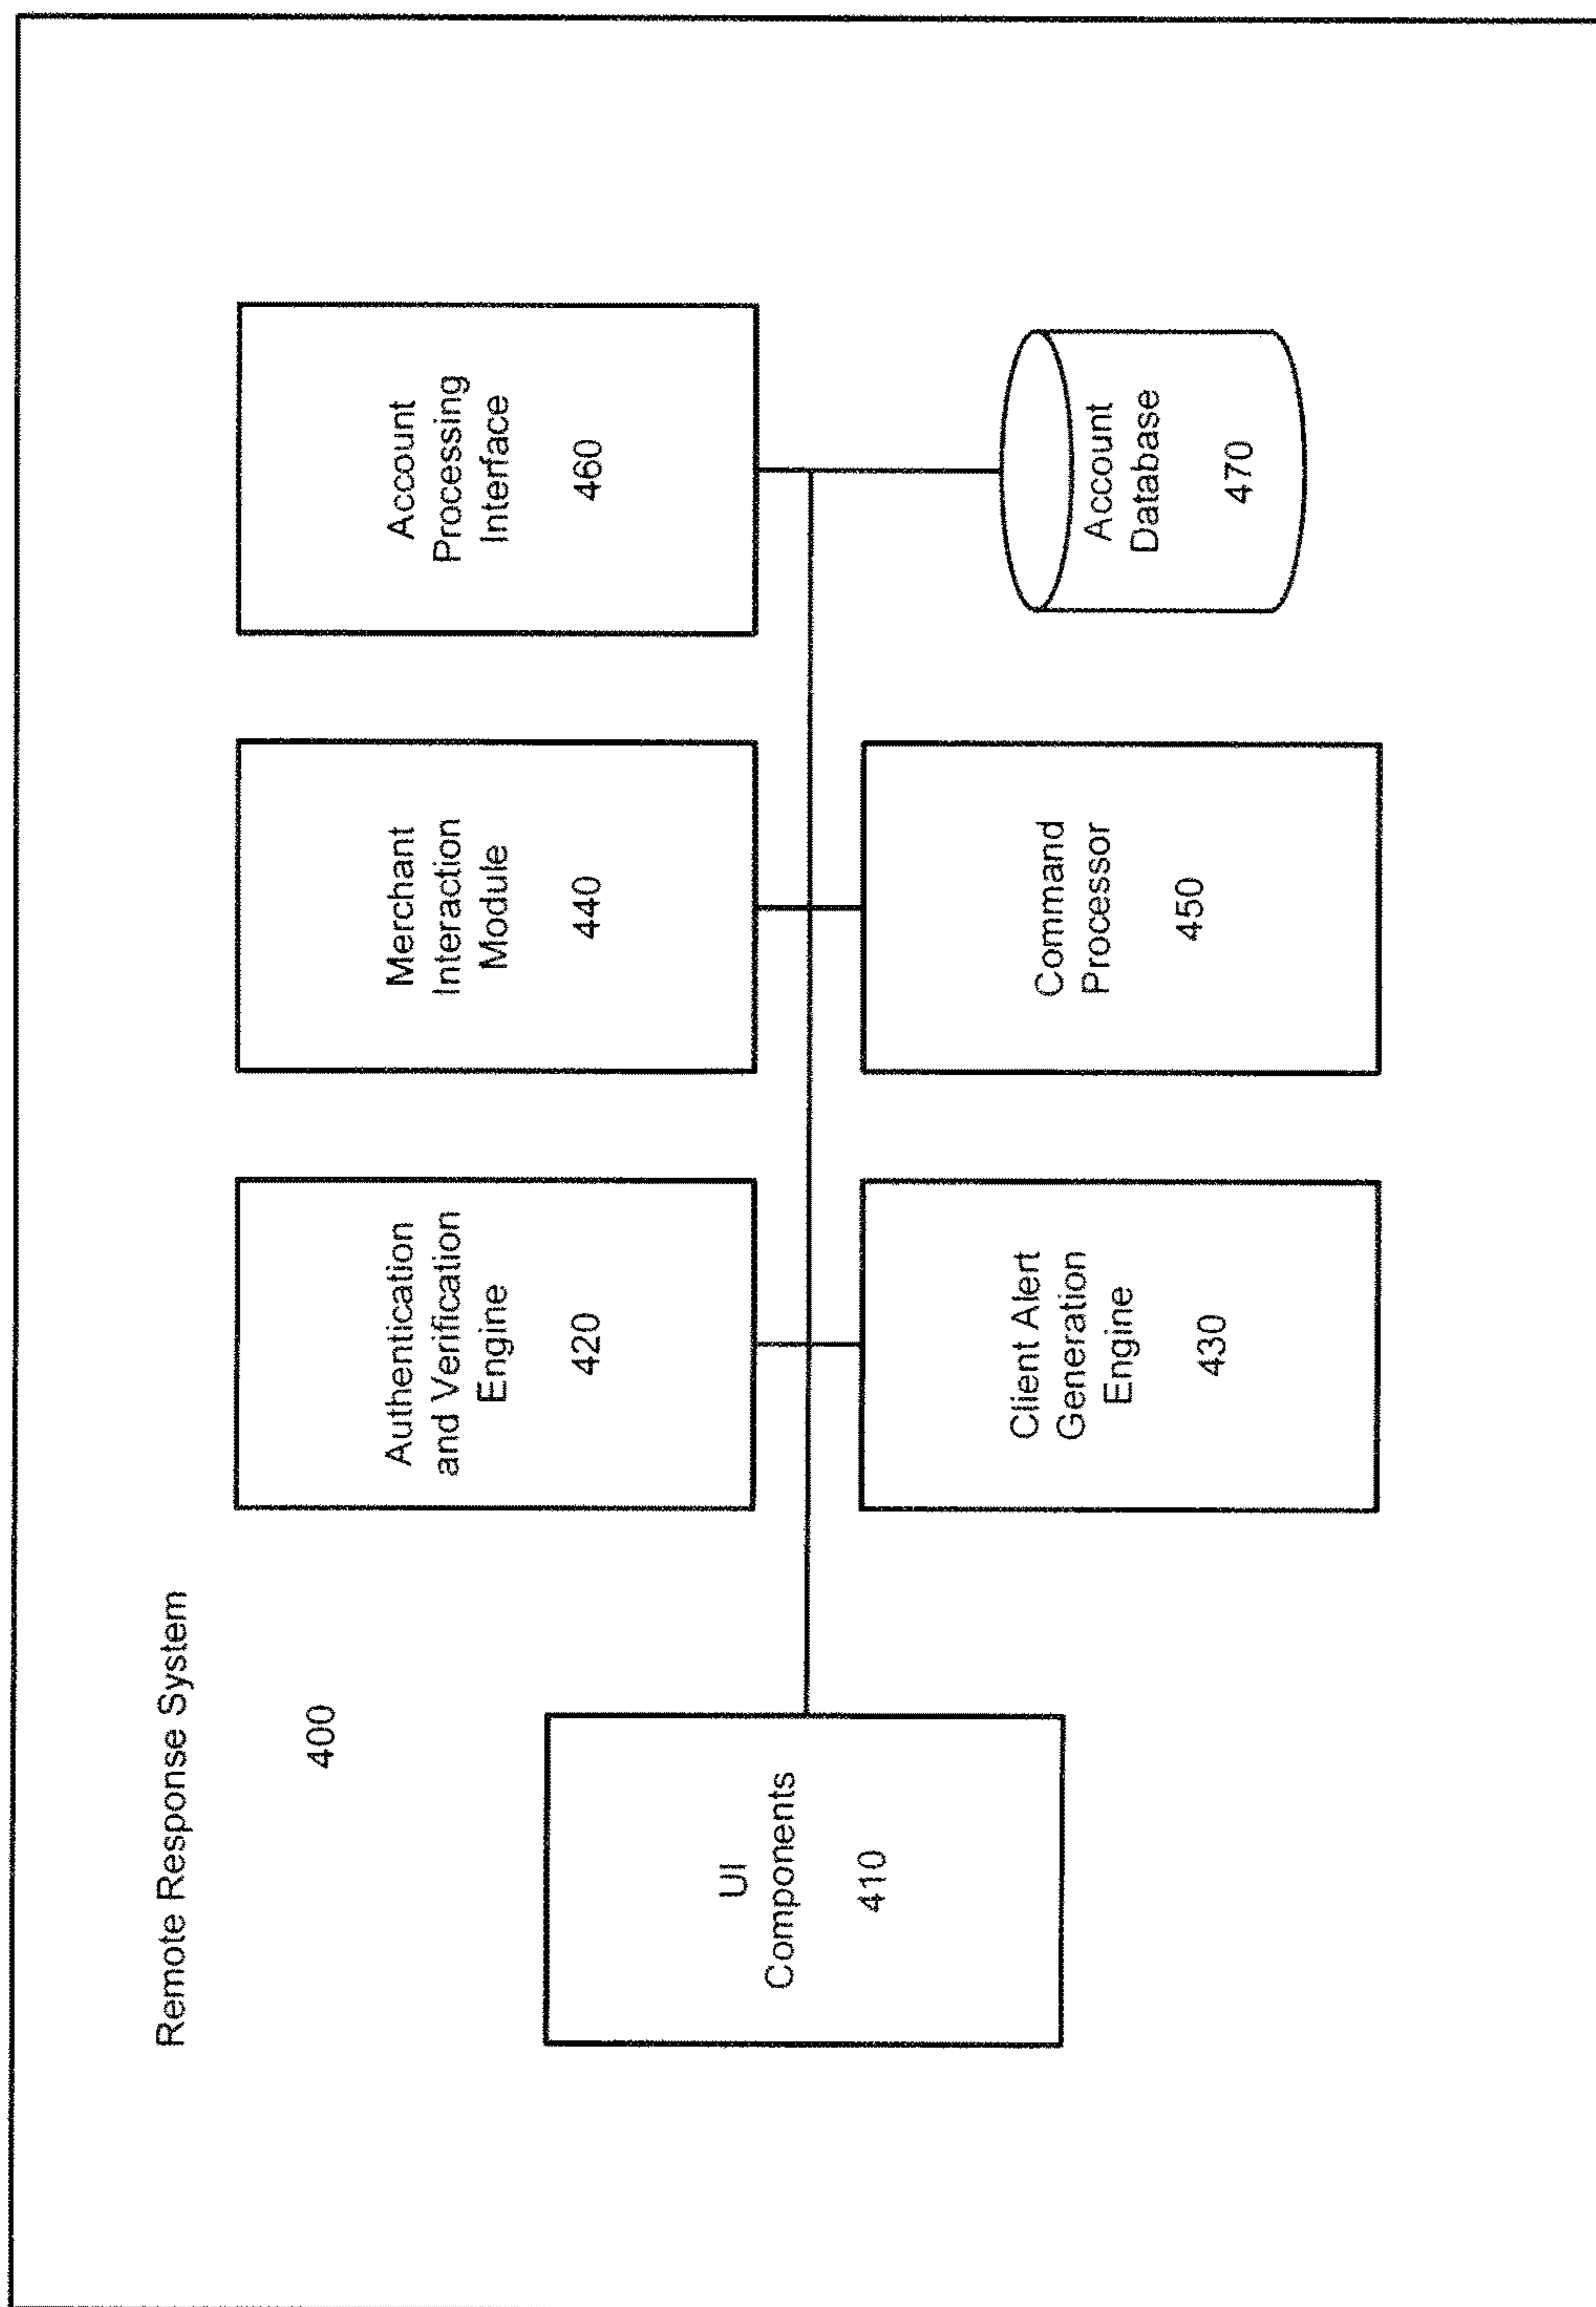 Remote Response System
400
UI
Components
410
Authentication
and Verification
Engine
420
Client Alert
Generation
Engine
430
Merchant
Interaction
Module
440
Command
Processor
450
Account
Processing
Interface
460
Account
Database
470